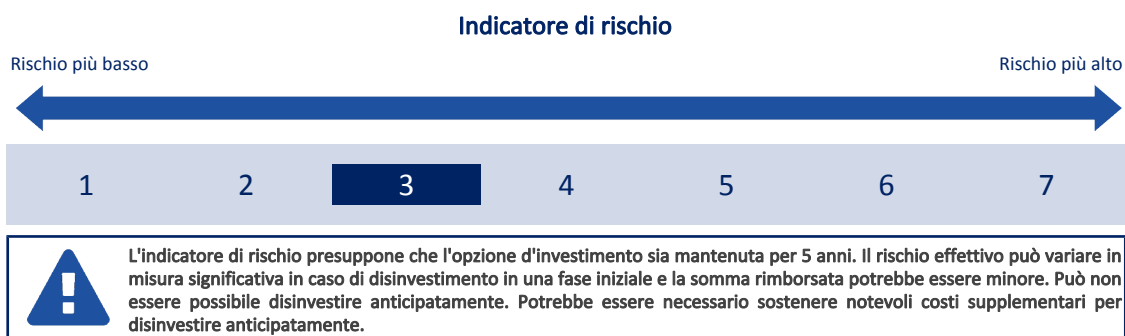 Indicatore di rischio
Rischio più basso Rischio più alto
1 2 3 4 5 6 7
L'indicatore di rischio presuppone che l'opzione d'investimento sia mantenuta per 5 anni. Il rischio effettivo può variare in
misura significativa in caso di disinvestimento in una fase iniziale e la somma rimborsata potrebbe essere minore. Può non
essere possibile disinvestire anticipatamente. Potrebbe essere necessario sostenere notevoli costi supplementari per
disinvestire anticipatamente.